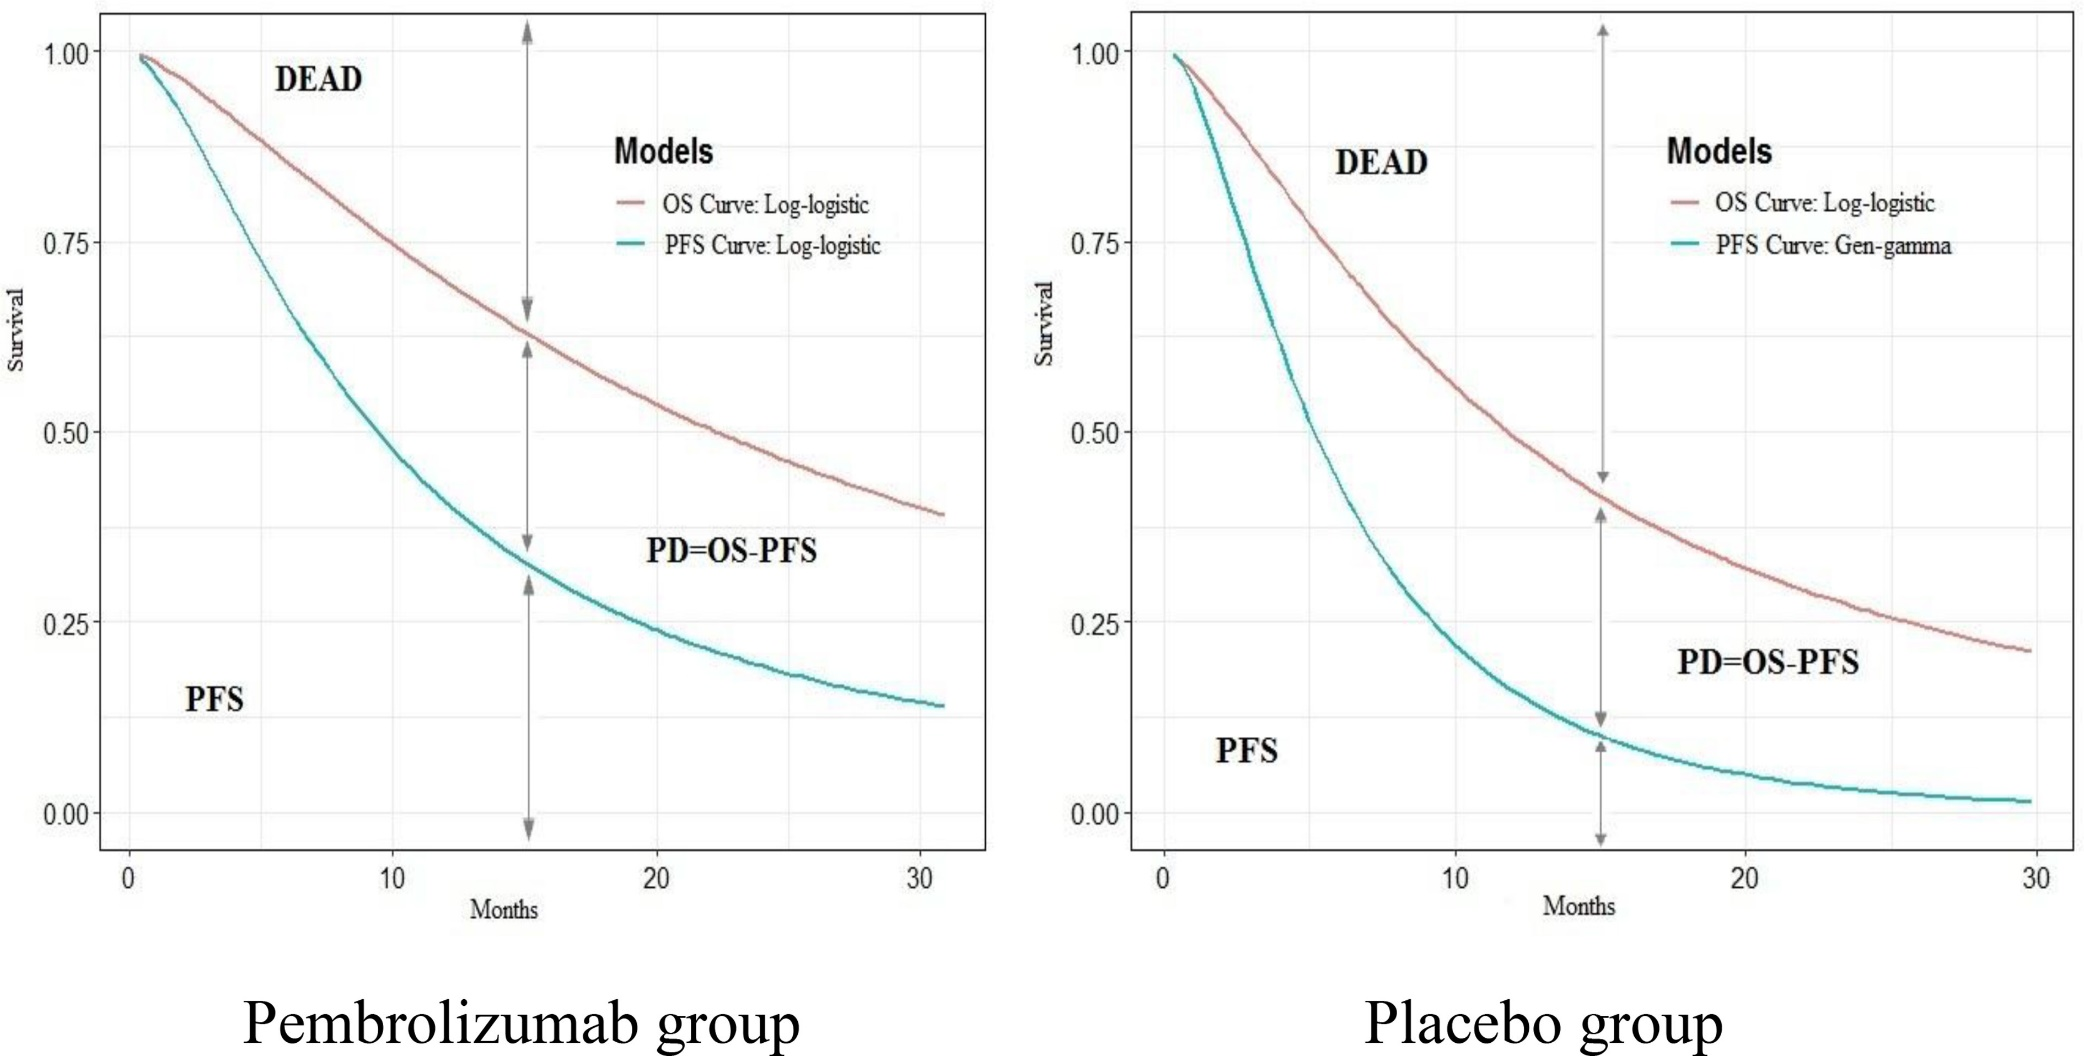 1.00
0.75
0.50
0.25
0.00
Survival
DEAD
Models
OS Curve: Log-logistic
PFS Curve: Log-logistic
PD=OS-PFS
PFS
0 10 20 30
Months
Pembrolizumab group
1.00
0.75
0.50
0.25
0.00
Survival
DEAD
Models
OS Curve: Log-logistic
PFS Curve: Gen-gamma
PD=OS-PFS
PFS
0 10 20 30
Months
Placebo group